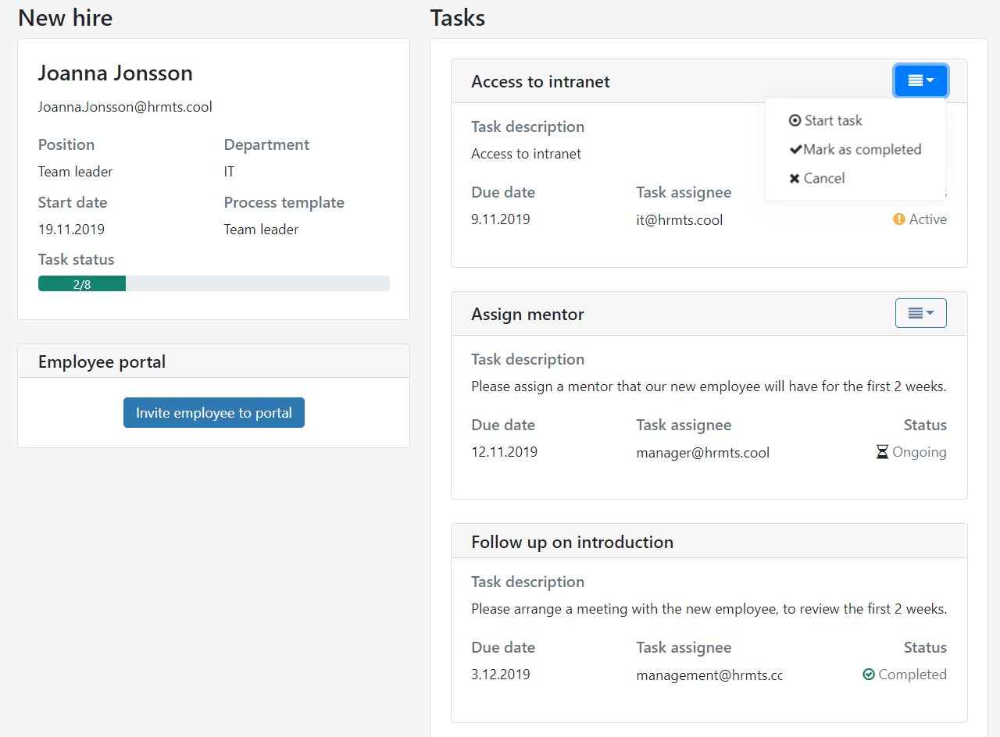 New hire
Joanna Jonsson
Joanna.Jonsson@hrmts.cool
Position Department
Team leader IT
Start date Process template
19.11.2019 Team leader
Task status
2/8
Employee portal
Invite employee to portal
Tasks
Access to intranet
Start task
Mark as completed
Cancel
Task description
Access to intranet
Due date Task assignee
9.11.2019 it@hrmts.cool Active
Assign mentor
Task description
Please assign a mentor that our new employee will have for the first 2 weeks.
Due date Task assignee Status
12.11.2019 manager@hrmts.cool Ongoing
Follow up on introduction
Task description
Please arrange a meeting with the new employee, to review the first 2 weeks.
Due date Task assignee Status
3.12.2019 management@hrmts.cc Completed